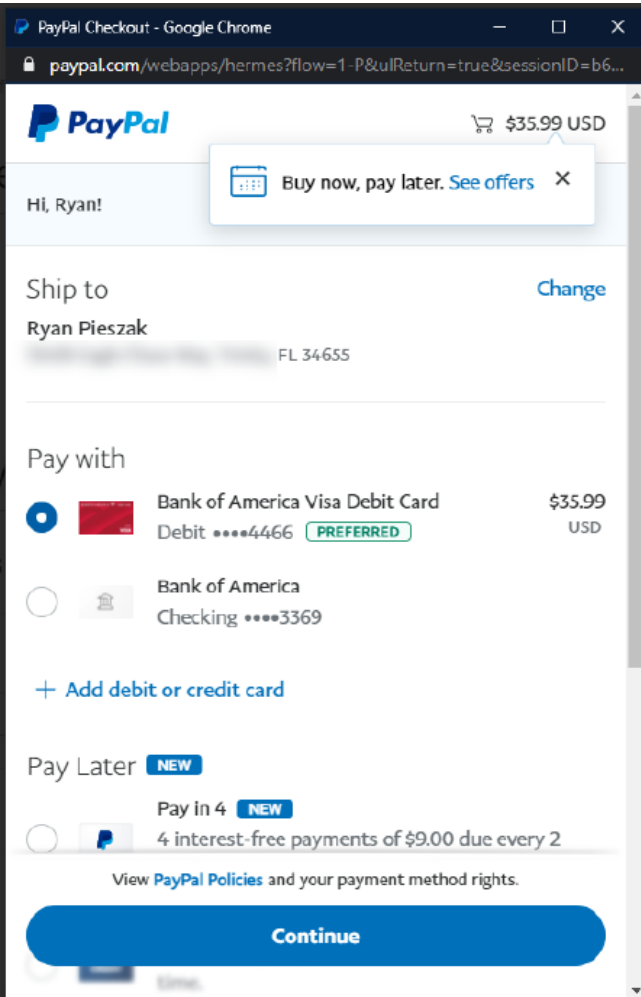 PayPal Checkout - Google Chrome
paypal.com/webapps/hermes?flow=1-P&ulReturn=true&sessionID=b6...
PayPal
$35.99 USD
Buy now, pay later. See offers
Hi, Ryan!
Ship to
Change
Ryan Pieszak
FL 34655
Pay with
Bank of America Visa Debit Card
$35.99
Debit ••••4466 PREFERRED
USD
Bank of America
Checking ••••3369
+ Add debit or credit card
Pay Later NEW
Pay in 4 NEW
4 interest-free payments of $9.00 due every 2
View PayPal Policies and your payment method rights.
Continue
time.